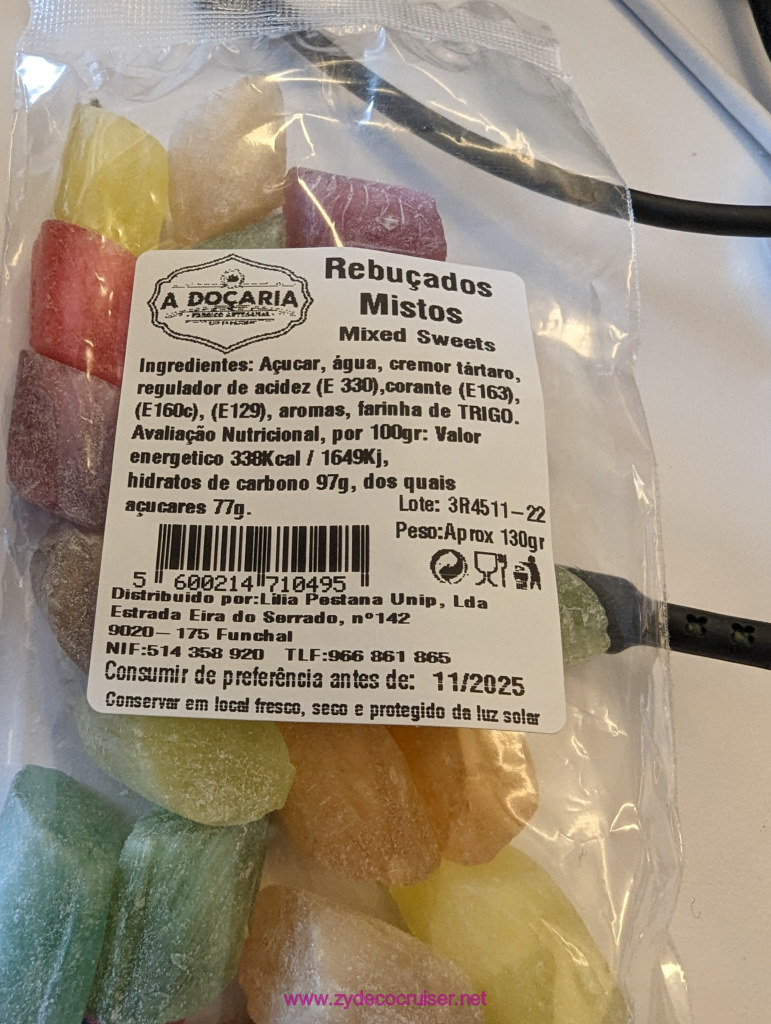 A DOÇARIA
FABRICO ARTESANAL
Rebuçados
Mistos
Mixed Sweets
Ingredientes: Açucar, água, cremor tártaro,
regulador de acidez (E 330),corante (E163),
(E160c), (E129), aromas, farinha de TRIGO.
Avaliação Nutricional, por 100gr: Valor
energetico 338Kcal / 1649Kj,
hidratos de carbono 97g, dos quais
açucares 77g.
Lote: 3R4511-22
Peso:Aprox 130gr
5 600214 710495
Distribuido por:Lilia Pestana Unip, Lda
Estrada Eira do Serrado, nº142
9020- 175 Funchal
NIF:514 358 920 TLF:966 861 865
Consumir de preferência antes de: 11/2025
Conservar em local fresco, seco e protegido da luz solar
www.zydecocruiser.net